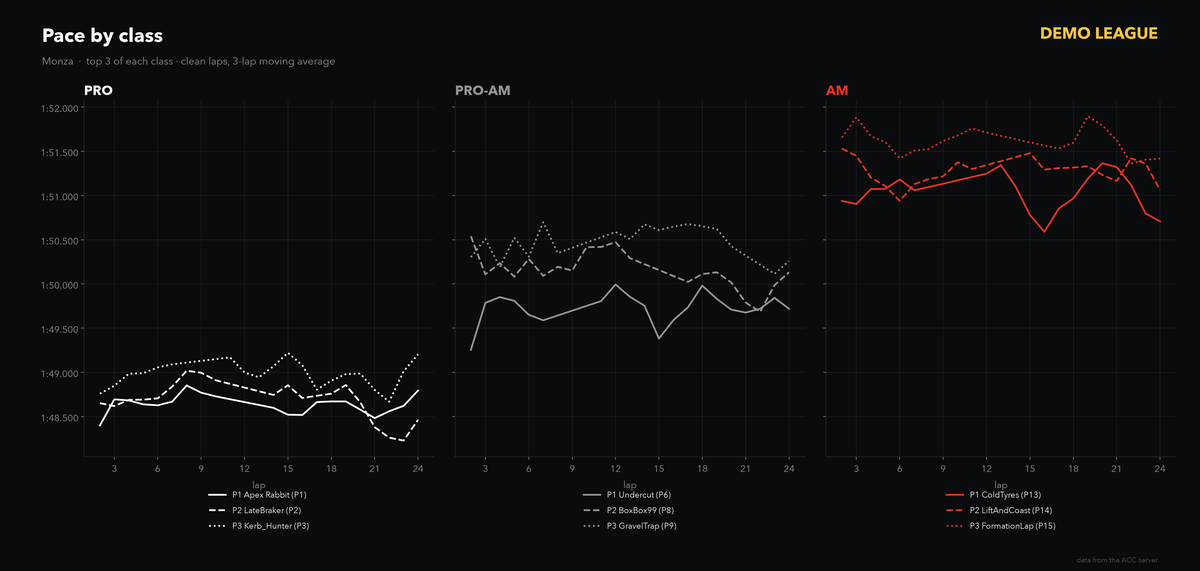 Pace by class
DEMO LEAGUE
Monza · top 3 of each class · clean laps, 3-lap moving average
PRO
PRO-AM
AM
1:52.000
1:51.500
1:51.000
1:50.500
1:50.000
1:49.500
1:49.000
1:48.500
3 6 9 12 15 18 21 24
3 6 9 12 15 18 21 24
3 6 9 12 15 18 21 24
lap
lap
lap
P1 Apex Rabbit (P1)
P2 LateBraker (P2)
P3 Kerb_Hunter (P3)
P1 Undercut (P6)
P2 BoxBox99 (P8)
P3 GravelTrap (P9)
P1 ColdTyres (P13)
P2 LiftAndCoast (P14)
P3 FormationLap (P15)
data from the ACC server